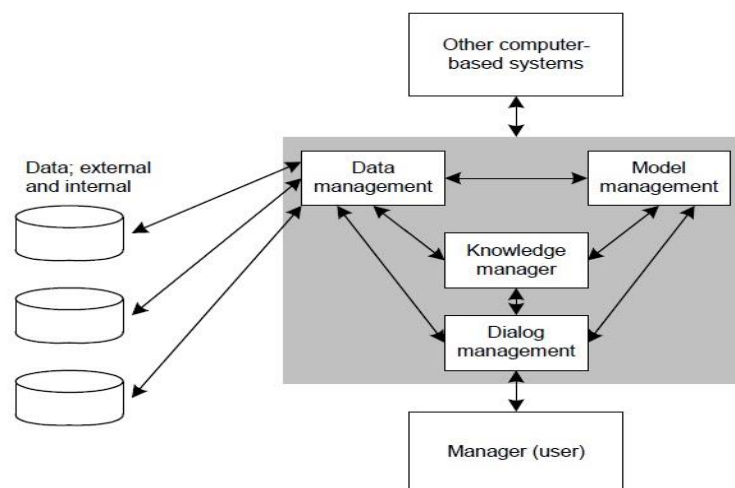 Other computer-
based systems
Data; external
and internal
Data
management
Model
management
Knowledge
manager
Dialog
management
Manager (user)